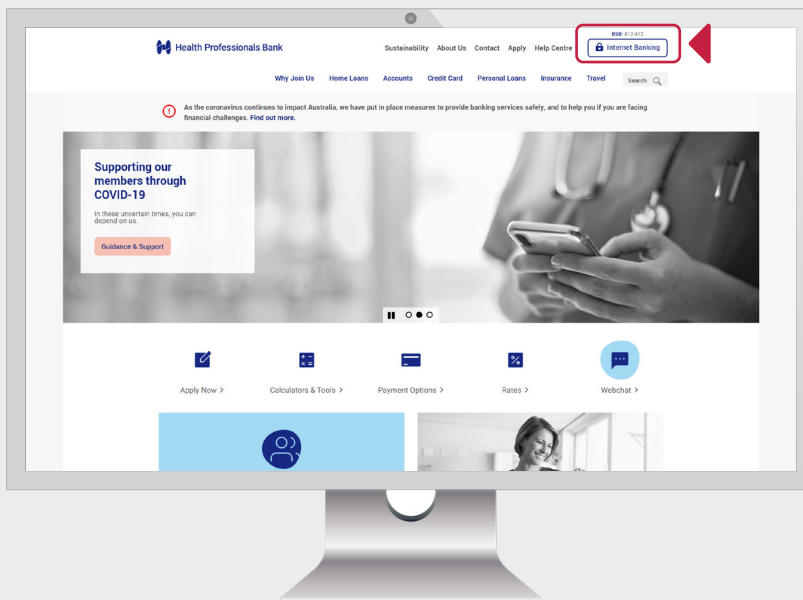 BSB: 812-472
Health Professionals Bank
Sustainability About Us Contact Apply Help Centre Internet Banking
Why Join Us Home Loans Accounts Credit Card Personal Loans Insurance Travel Search
As the coronavirus continues to impact Australia, we have put in place measures to provide banking services safely, and to help you if you are facing
financial challenges. Find out more.
Supporting our
members through
COVID-19
In these uncertain times, you can
depend on us.
Guidance & Support
Apply Now > Calculators & Tools > Payment Options > Rates > Webchat >